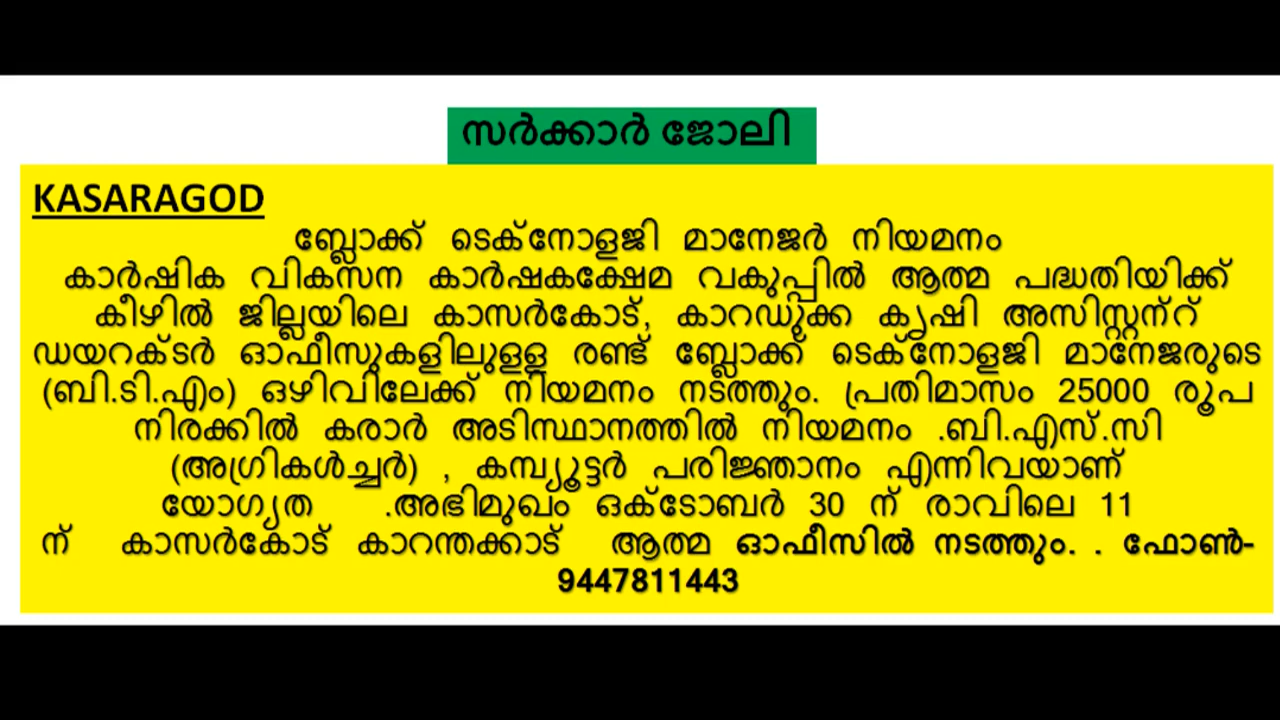 സർക്കാർ ജോലി
KASARAGOD
ബ്ലോക്ക് ടെക്നോളജി മാനേജർ നിയമനം
കാർഷിക വികസന കാർഷകക്ഷേമ വകുപ്പിൽ ആത്മ പദ്ധതിയിക്ക്
കീഴിൽ ജില്ലയിലെ കാസർകോട്, കാറഡുക്ക കൃഷി അസിസ്റ്റന്റ്
ഡയറക്ടർ ഓഫീസുകളിലുളള രണ്ട് ബ്ലോക്ക് ടെക്നോളജി മാനേജരുടെ
(ബി.ടി.എം) ഒഴിവിലേക്ക് നിയമനം നടത്തും. പ്രതിമാസം 25000 രൂപ
നിരക്കിൽ കരാർ അടിസ്ഥാനത്തിൽ നിയമനം .ബി.എസ്.സി
(അഗ്രികൾച്ചർ) , കമ്പ്യൂട്ടർ പരിജ്ഞാനം എന്നിവയാണ്
യോഗ്യത .അഭിമുഖം ഒക്ടോബർ 30 ന് രാവിലെ 11
ന് കാസർകോട് കാറന്തക്കാട് ആത്മ ഓഫീസിൽ നടത്തും. . ഫോൺ-
9447811443